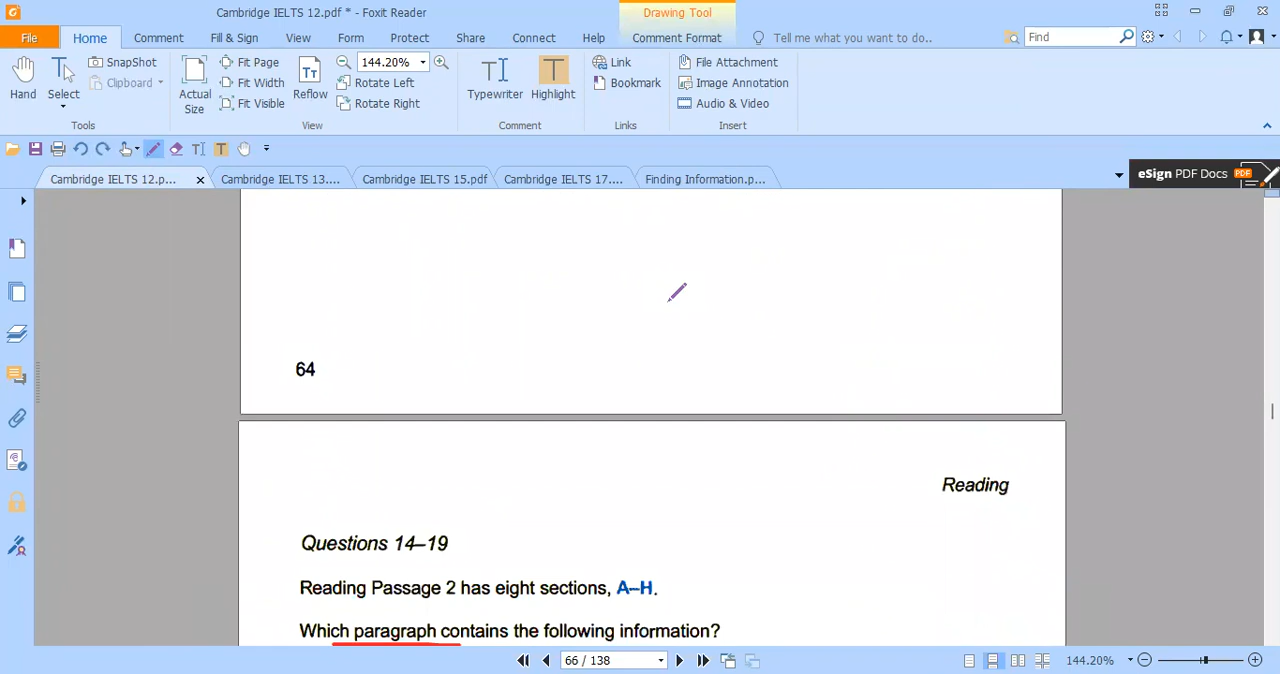 Cambridge IELTS 12.pdf * - Foxit Reader
Drawing Tool
File
Home
Comment
Fill & Sign
View
Form
Protect
Share
Connect
Help
Comment Format
Tell me what you want to do..
Find
Hand
Select
SnapShot
Clipboard
Actual Size
Fit Page
Fit Width
Fit Visible
Reflow
144.20%
Rotate Left
Rotate Right
Typewriter
Highlight
Link
Bookmark
File Attachment
Image Annotation
Audio & Video
Tools
View
Comment
Links
Insert
Cambridge IELTS 12.p...
Cambridge IELTS 13....
Cambridge IELTS 15.pdf
Cambridge IELTS 17....
Finding Information.p...
eSign PDF Docs
PDF
64
Reading
Questions 14–19
Reading Passage 2 has eight sections, A–H.
Which paragraph contains the following information?
66 / 138
144.20%